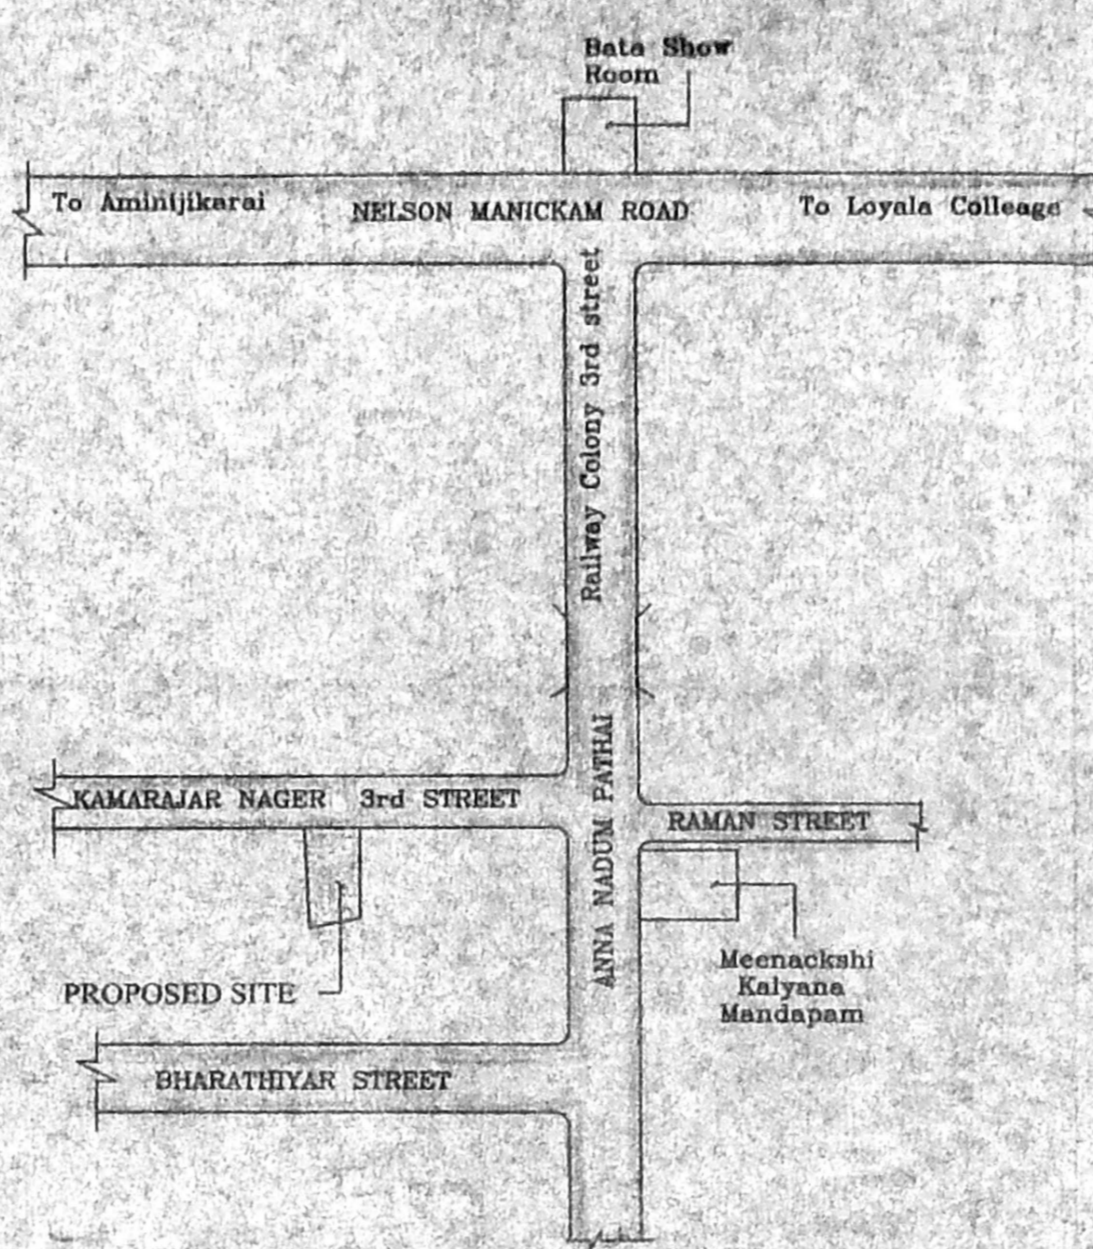 Bata Show
Room
To Aminijikarai
NELSON MANICKAM ROAD
To Loyala Colleage
Railway Colony 3rd street
KAMARAJAR NAGER 3rd STREET
ANNA NADUM PATHAI
RAMAN STREET
PROPOSED SITE
Meenackshi
Kalyana
Mandapam
BHARATHIYAR STREET